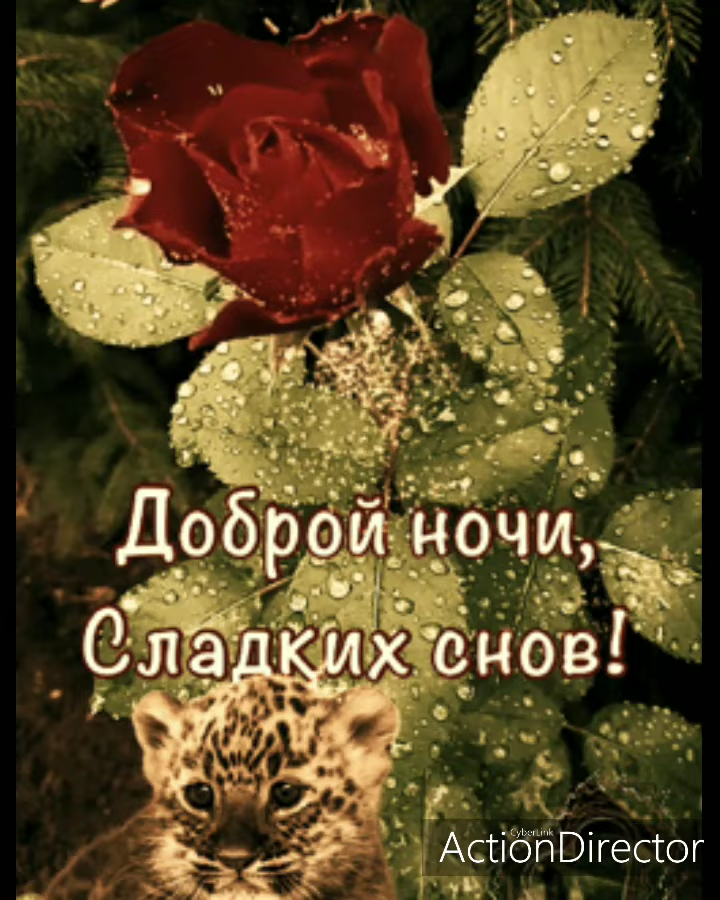 Доброй ночи,
Сладких снов!
CyberLink
ActionDirector